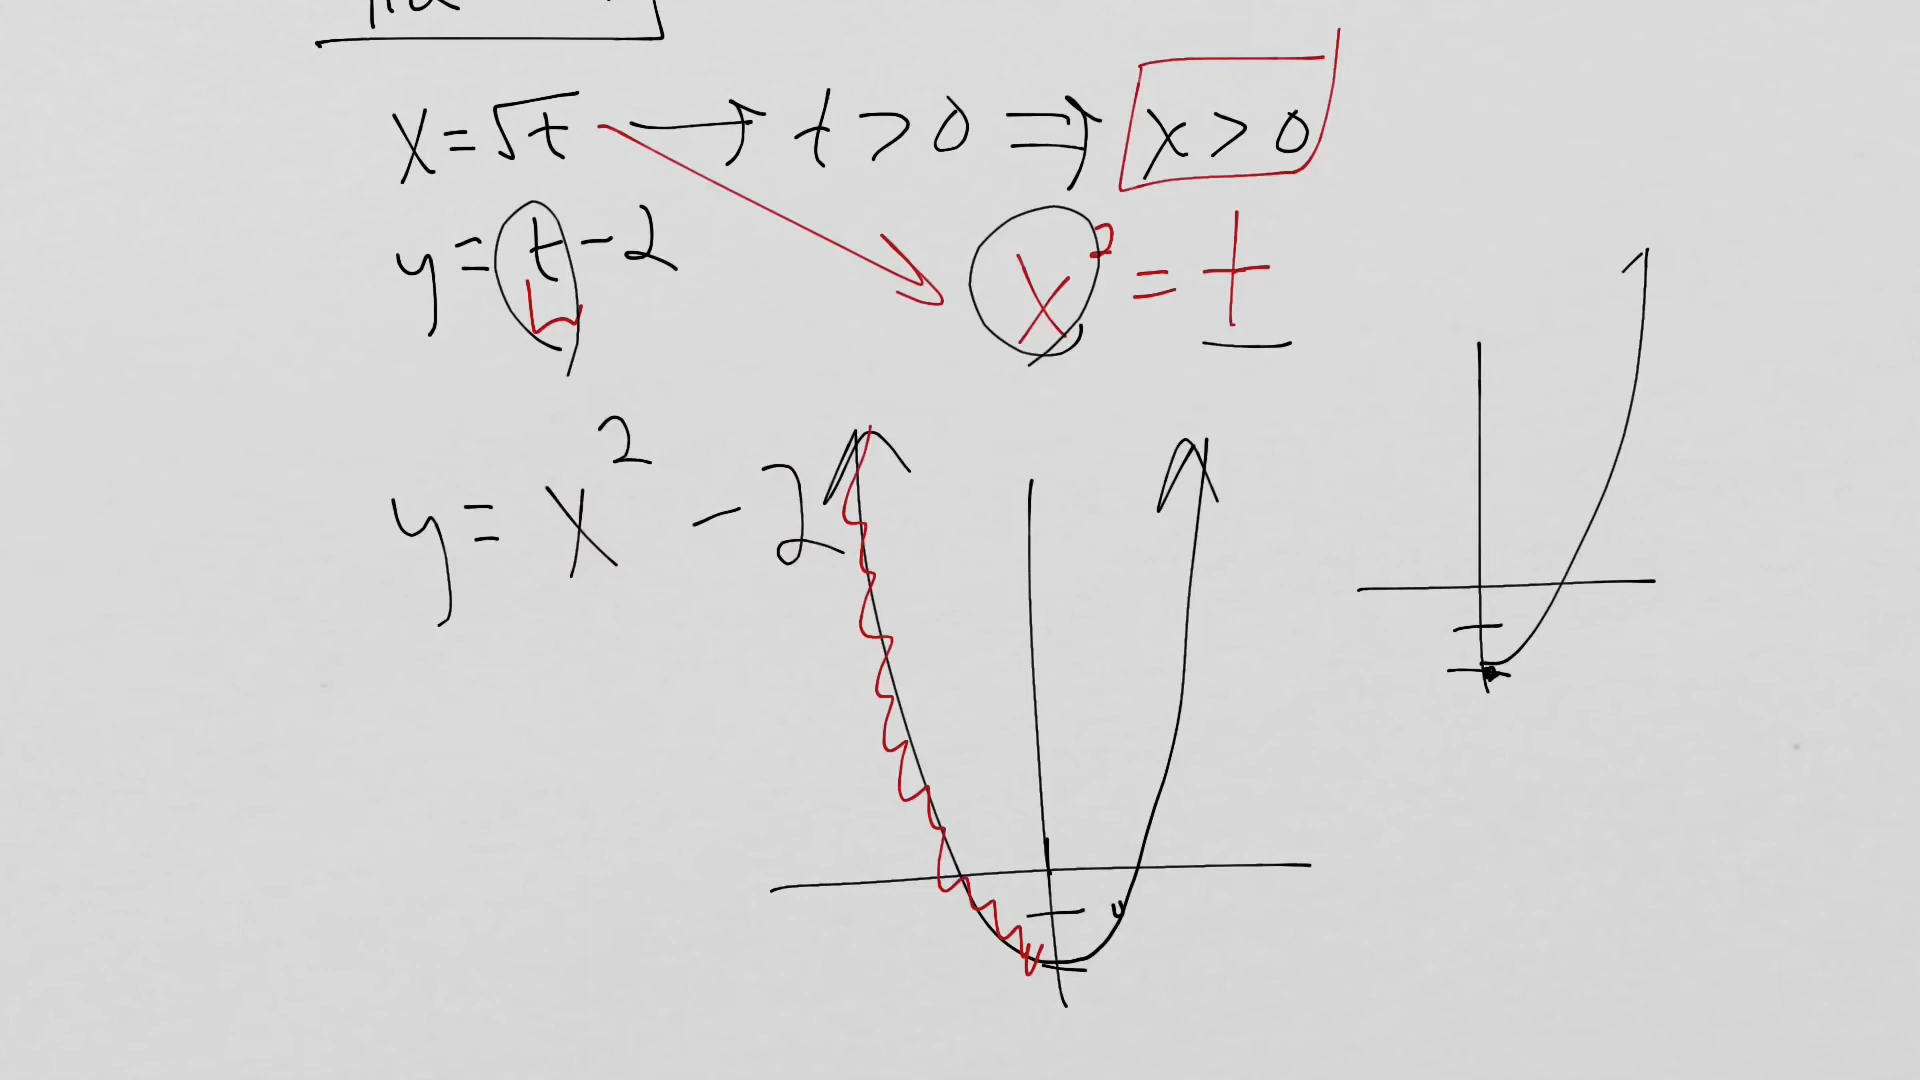 x = √t → t > 0 ⇒ x > 0
y = t - 2
x² = t
y = x² - 2